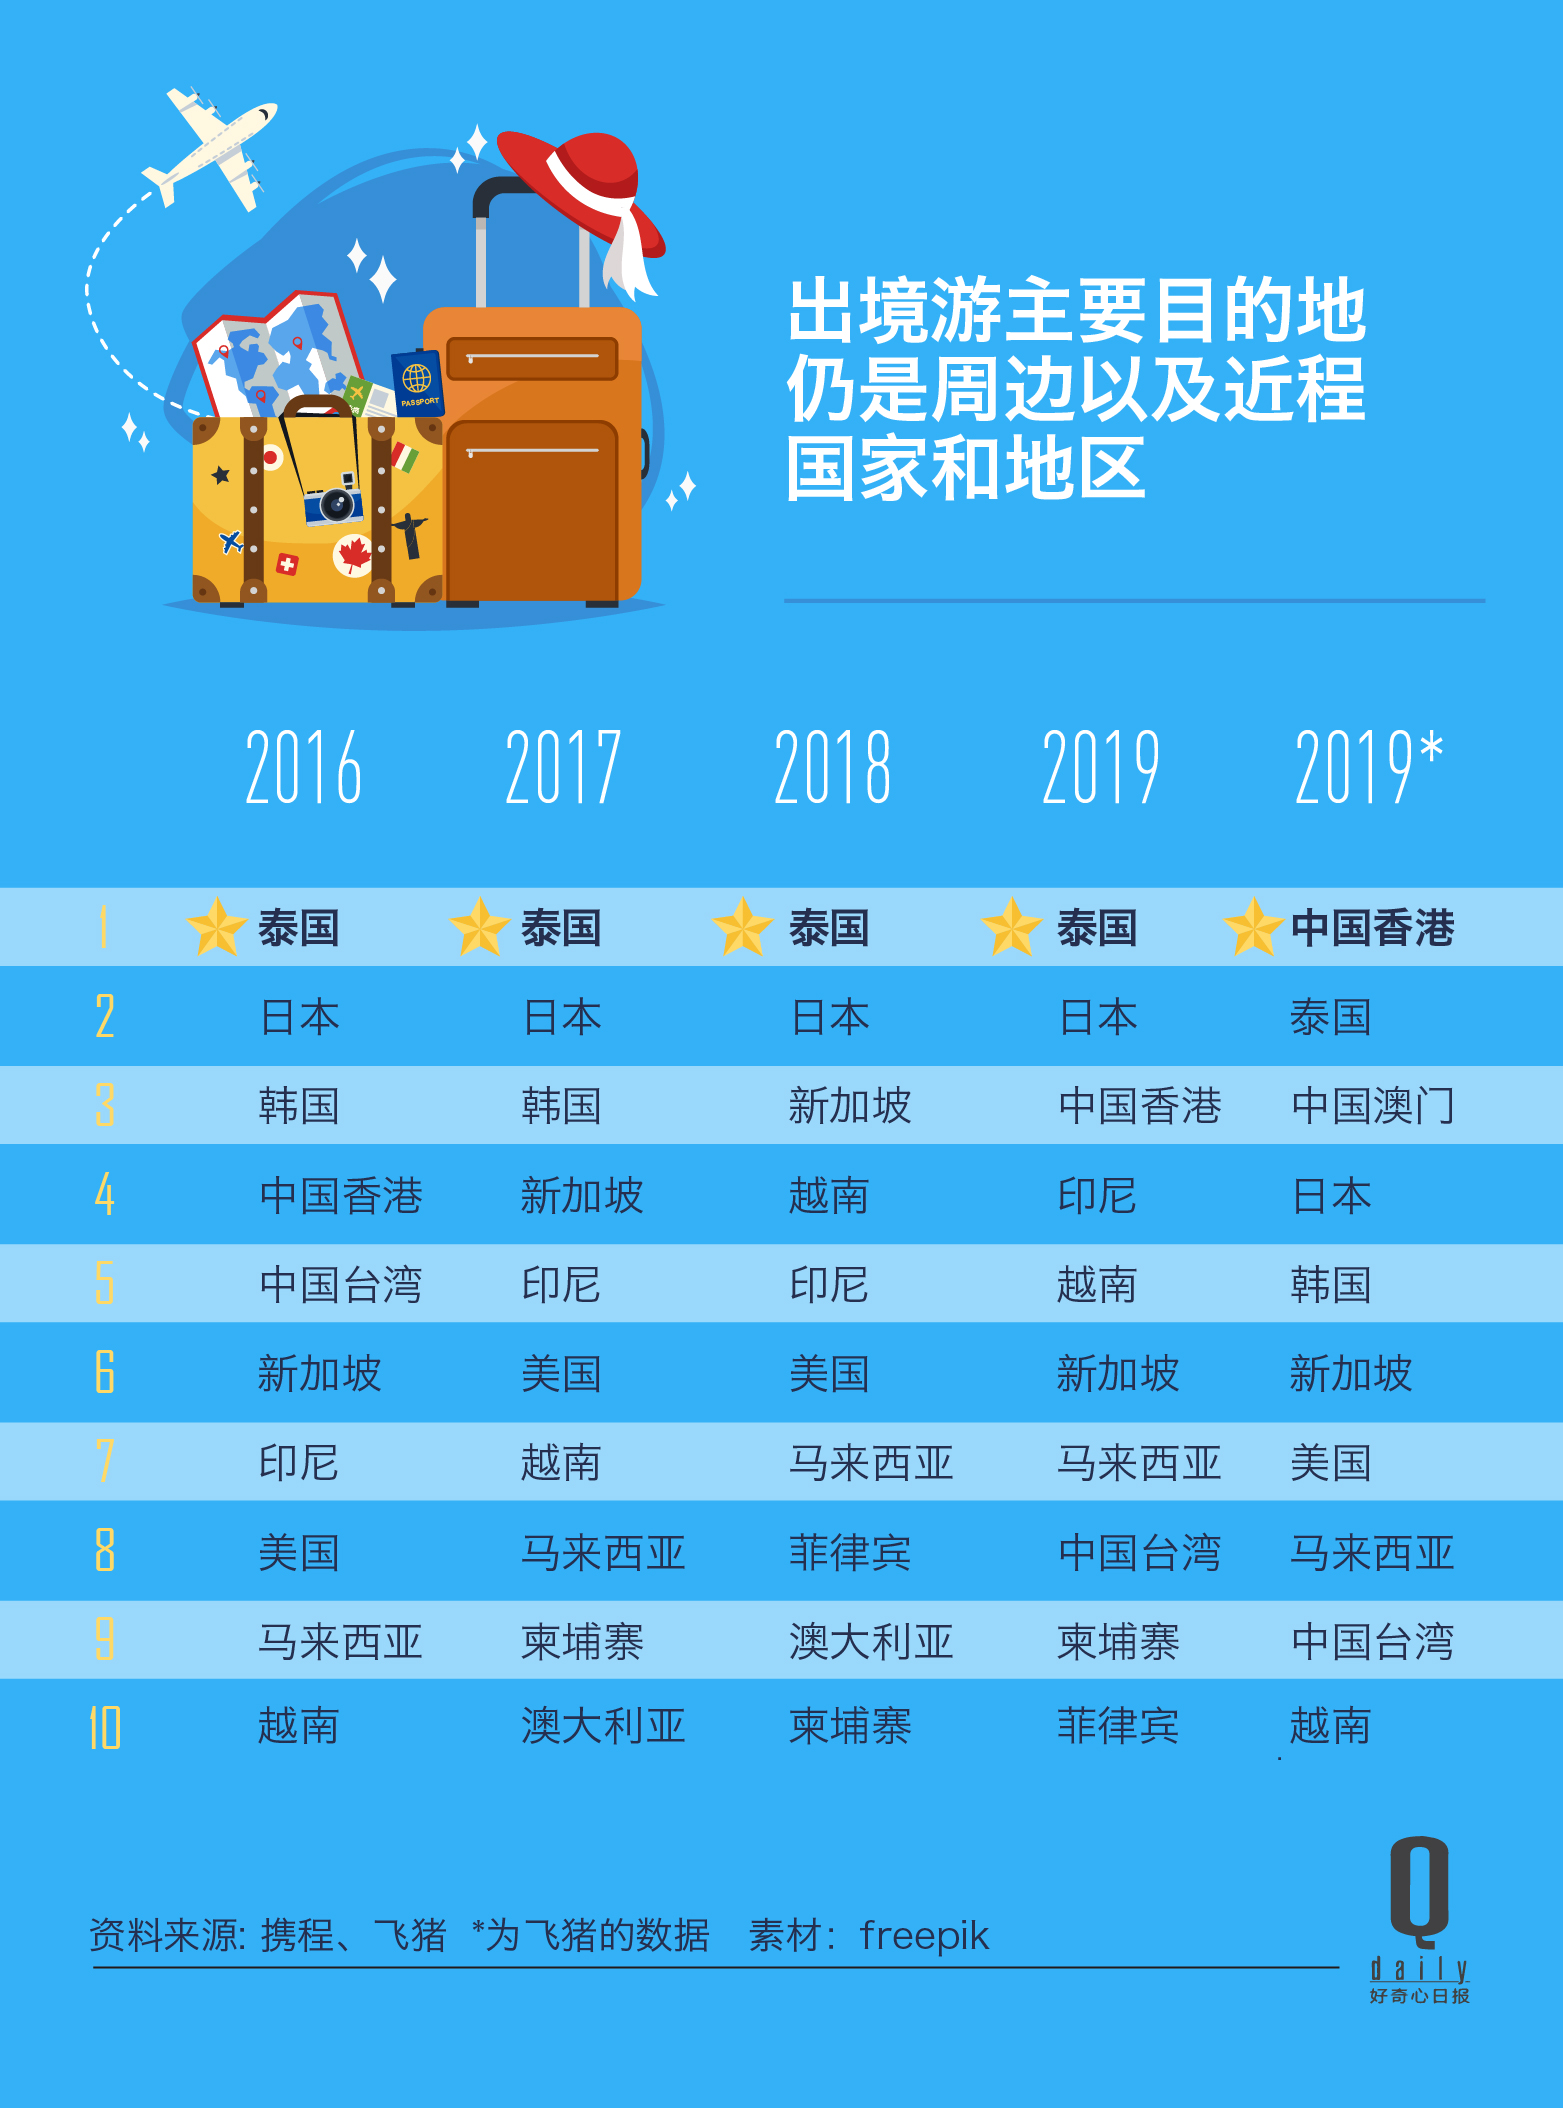 出境游主要目的地
仍是周边以及近程
国家和地区
PASSPORT
2016 2017 2018 2019 2019*
1 泰国 泰国 泰国 泰国 中国香港
2 日本 日本 日本 日本 泰国
3 韩国 韩国 新加坡 中国香港 中国澳门
4 中国香港 新加坡 越南 印尼 日本
5 中国台湾 印尼 印尼 越南 韩国
6 新加坡 美国 美国 新加坡 新加坡
7 印尼 越南 马来西亚 马来西亚 美国
8 美国 马来西亚 菲律宾 中国台湾 马来西亚
9 马来西亚 柬埔寨 澳大利亚 柬埔寨 中国台湾
10 越南 澳大利亚 柬埔寨 菲律宾 越南
资料来源: 携程、飞猪 *为飞猪的数据 素材：freepik
Q
daily
好奇心日报